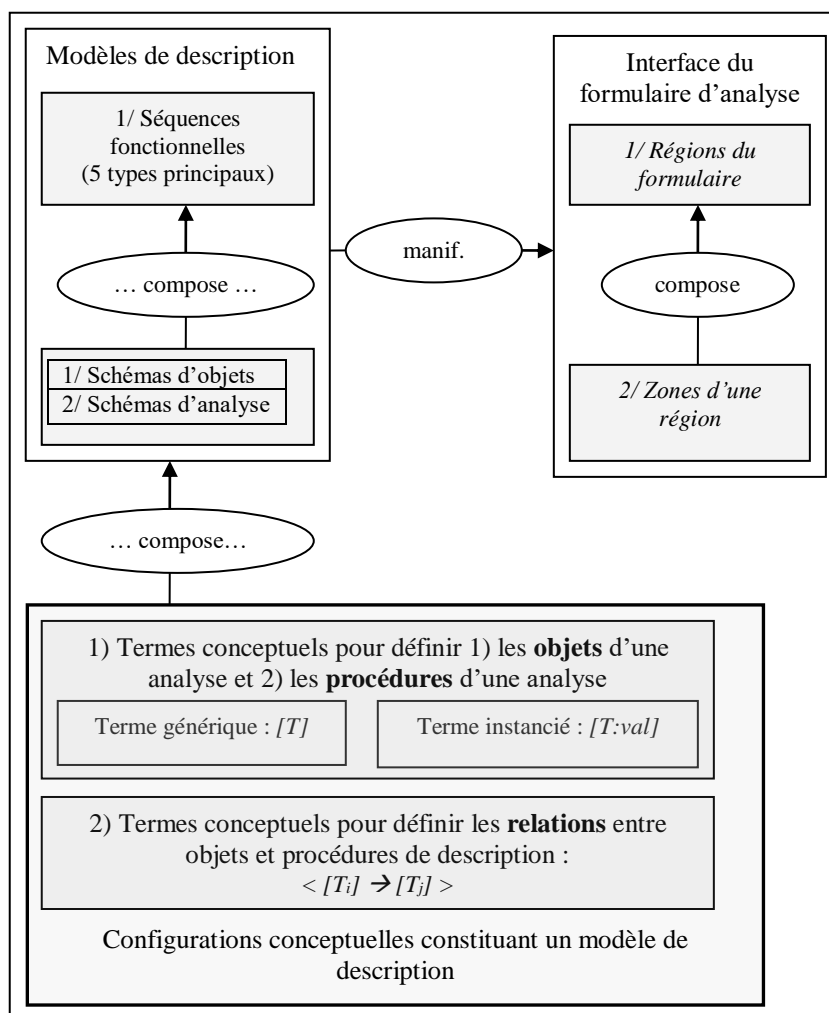 Modèles de description
1/ Séquences
fonctionnelles
(5 types principaux)
… compose …
1/ Schémas d’objets
2/ Schémas d’analyse
manif.
Interface du
formulaire d’analyse
1/ Régions du
formulaire
compose
2/ Zones d’une
région
… compose…
1) Termes conceptuels pour définir 1) les objets d’une
analyse et 2) les procédures d’une analyse
Terme générique : [T]
Terme instancié : [T:val]
2) Termes conceptuels pour définir les relations entre
objets et procédures de description :
< [Ti] → [Tj] >
Configurations conceptuelles constituant un modèle de
description